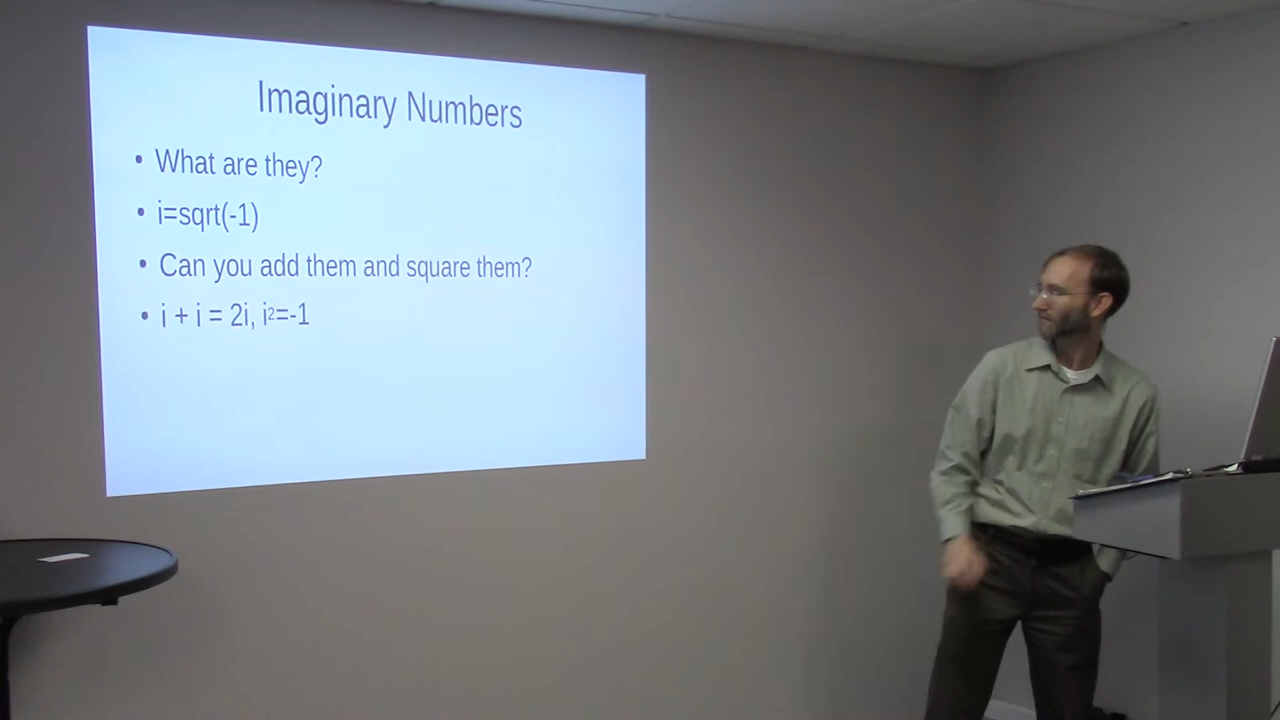 Imaginary Numbers
• What are they?
• i=sqrt(-1)
• Can you add them and square them?
• i + i = 2i, i²=-1